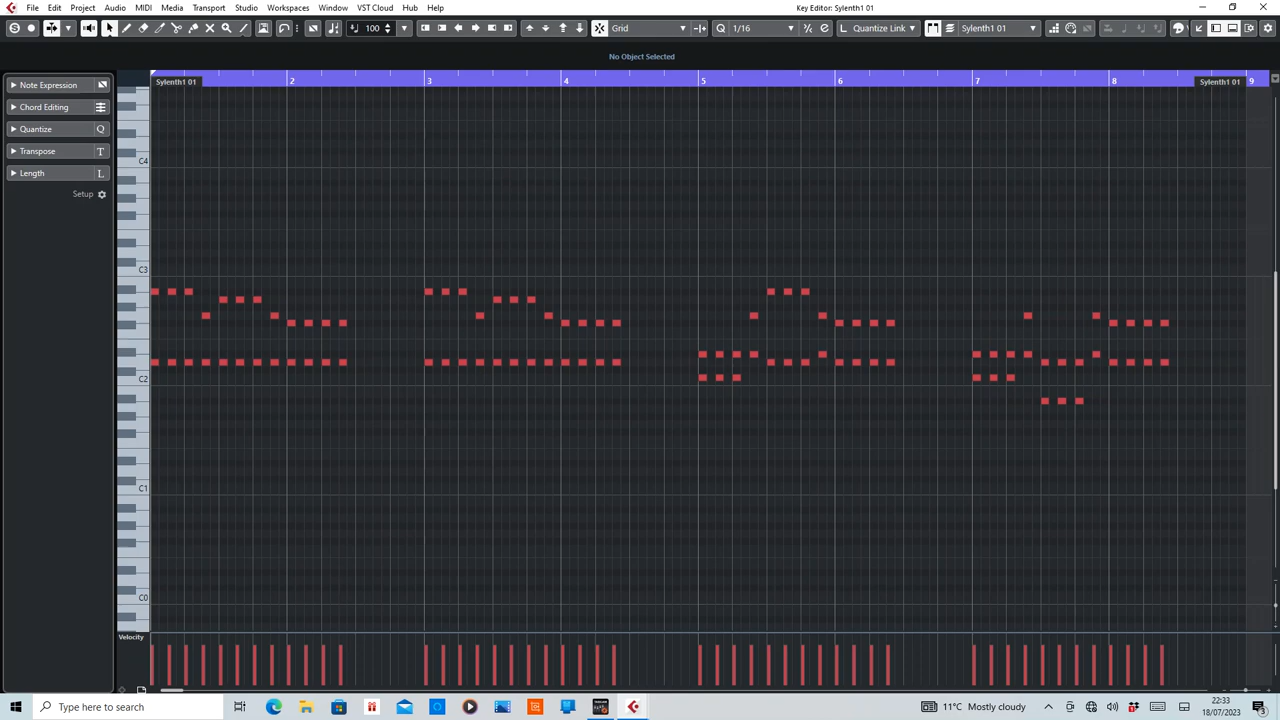 File Edit Project Audio MIDI Media Transport Studio Workspaces Window VST Cloud Hub Help
Key Editor: Sylenth1 01
S 100 Grid Q 1/16 L Quantize Link Sylenth1 01
No Object Selected
Note Expression
Chord Editing
Quantize Q
Transpose T
Length L
Setup
2 3 4 5 6 7 8 9
Sylenth1 01 Sylenth1 01
C4
C3
C2
C1
C0
Velocity
Type here to search
11°C Mostly cloudy
22:33
18/07/2023
3